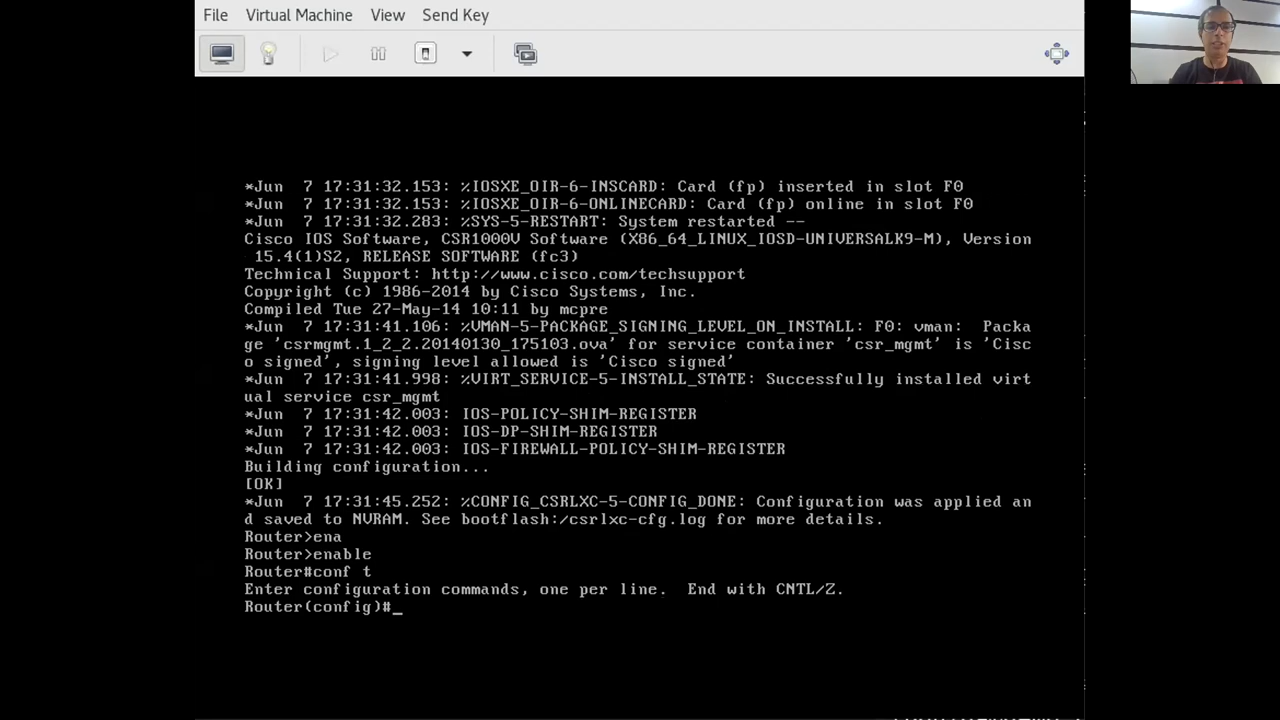 File Virtual Machine View Send Key
*Jun  7 17:31:32.153: %IOSXE_OIR-6-INSCARD: Card (fp) inserted in slot F0
*Jun  7 17:31:32.153: %IOSXE_OIR-6-ONLINECARD: Card (fp) online in slot F0
*Jun  7 17:31:32.283: %SYS-5-RESTART: System restarted --
Cisco IOS Software, CSR1000V Software (X86_64_LINUX_IOSD-UNIVERSALK9-M), Version
 15.4(1)S2, RELEASE SOFTWARE (fc3)
Technical Support: http://www.cisco.com/techsupport
Copyright (c) 1986-2014 by Cisco Systems, Inc.
Compiled Tue 27-May-14 10:11 by mcpre
*Jun  7 17:31:41.106: %VMAN-5-PACKAGE_SIGNING_LEVEL_ON_INSTALL: F0: vman:  Packa
ge 'csrmgmt.1_2_2.20140130_175103.ova' for service container 'csr_mgmt' is 'Cisc
o signed', signing level allowed is 'Cisco signed'
*Jun  7 17:31:41.998: %VIRT_SERVICE-5-INSTALL_STATE: Successfully installed virt
ual service csr_mgmt
*Jun  7 17:31:42.003: IOS-POLICY-SHIM-REGISTER
*Jun  7 17:31:42.003: IOS-DP-SHIM-REGISTER
*Jun  7 17:31:42.003: IOS-FIREWALL-POLICY-SHIM-REGISTER
Building configuration...
[OK]
*Jun  7 17:31:45.252: %CONFIG_CSRLXC-5-CONFIG_DONE: Configuration was applied an
d saved to NVRAM. See bootflash:/csrlxc-cfg.log for more details.
Router>ena
Router>enable
Router#conf t
Enter configuration commands, one per line.  End with CNTL/Z.
Router(config)#_